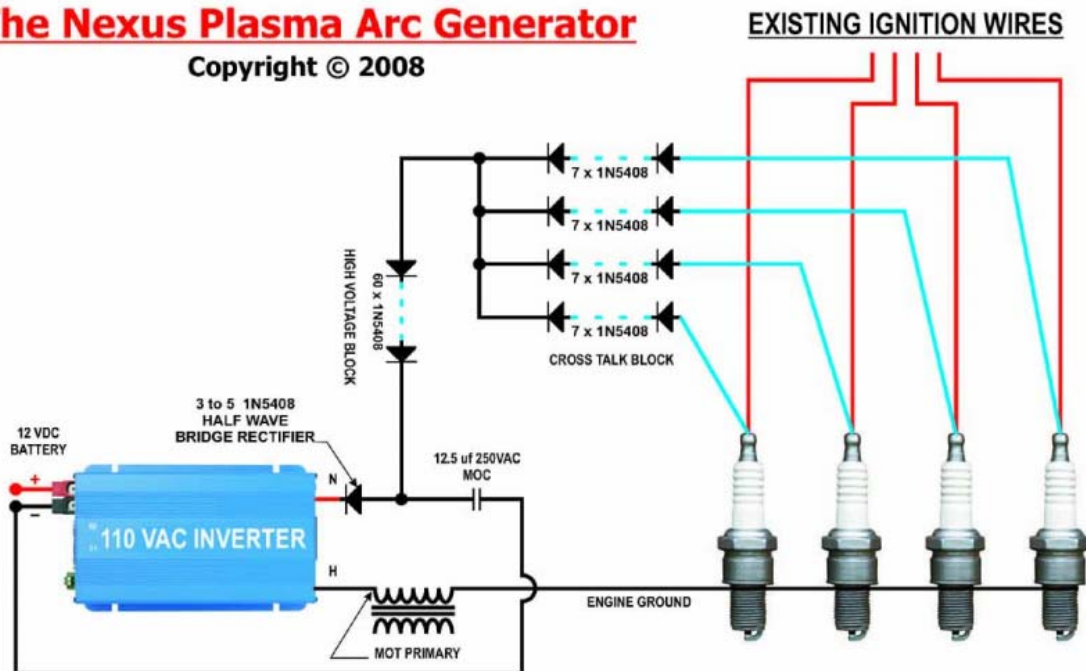 he Nexus Plasma Arc Generator
Copyright © 2008
EXISTING IGNITION WIRES
7 x 1N5408
7 x 1N5408
7 x 1N5408
7 x 1N5408
CROSS TALK BLOCK
HIGH VOLTAGE BLOCK
60 x 1N5408
3 to 5 1N5408
HALF WAVE
BRIDGE RECTIFIER
12 VDC
BATTERY
+
−
12.5 uf 250VAC
MOC
N
110 VAC INVERTER
H
ENGINE GROUND
MOT PRIMARY